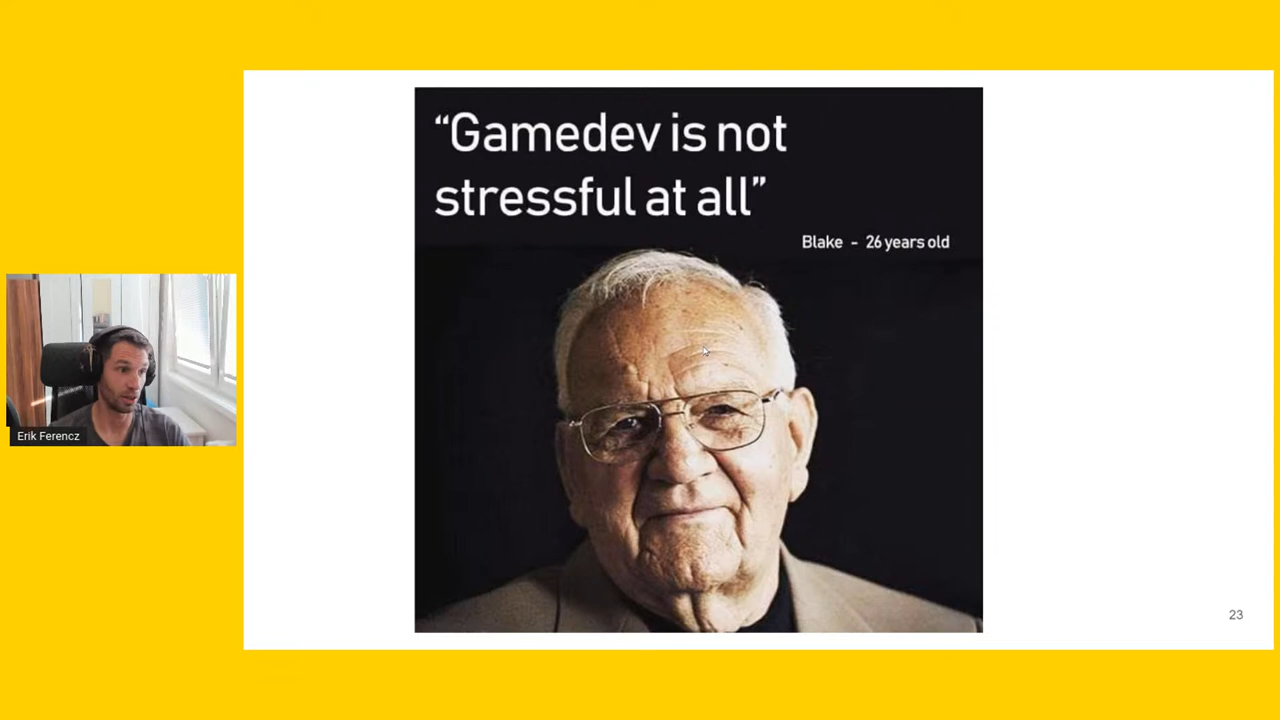 “Gamedev is not
stressful at all”
Blake - 26 years old
Erik Ferencz
23